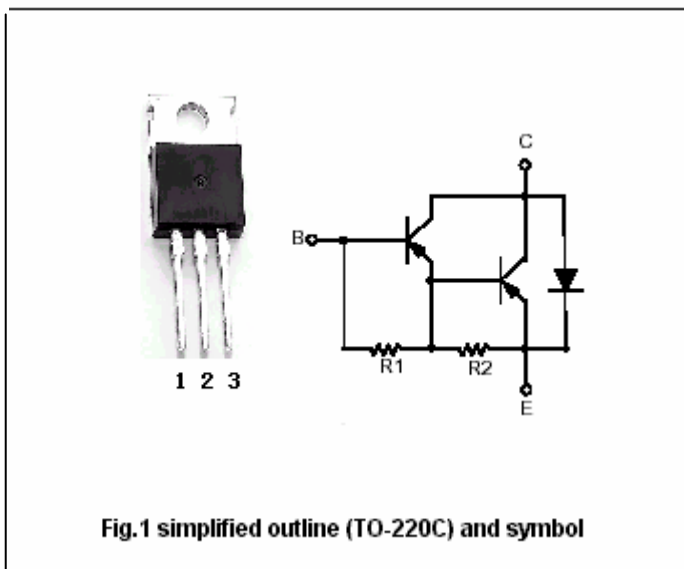 C
B
R1
R2
E
1 2 3
Fig.1 simplified outline (TO-220C) and symbol